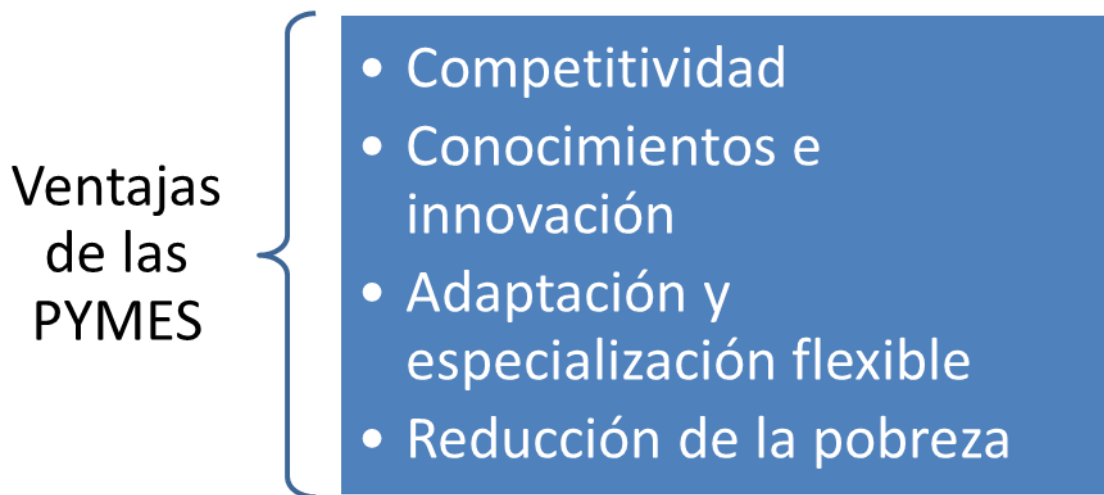 Ventajas
de las
PYMES
• Competitividad
• Conocimientos e
innovación
• Adaptación y
especialización flexible
• Reducción de la pobreza